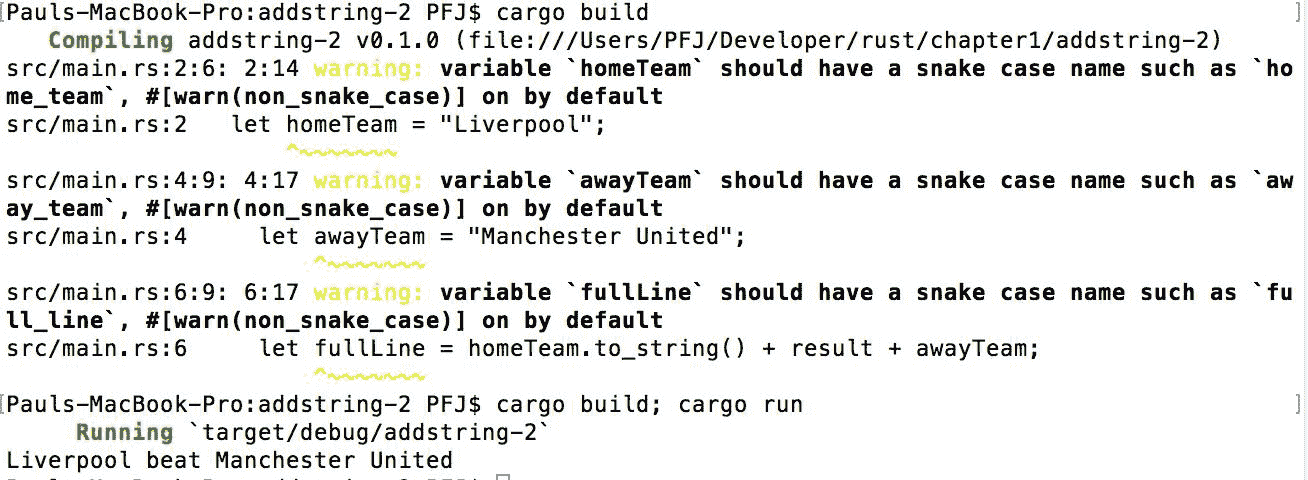 [Pauls-MacBook-Pro:addstring-2 PFJ$ cargo build ]
Compiling addstring-2 v0.1.0 (file:///Users/PFJ/Developer/rust/chapter1/addstring-2)
src/main.rs:2:6: 2:14 warning: variable `homeTeam` should have a snake case name such as `ho
me_team`, #[warn(non_snake_case)] on by default
src/main.rs:2   let homeTeam = "Liverpool";
^~~~~~~~
src/main.rs:4:9: 4:17 warning: variable `awayTeam` should have a snake case name such as `aw
ay_team`, #[warn(non_snake_case)] on by default
src/main.rs:4     let awayTeam = "Manchester United";
^~~~~~~~
src/main.rs:6:9: 6:17 warning: variable `fullLine` should have a snake case name such as `fu
ll_line`, #[warn(non_snake_case)] on by default
src/main.rs:6     let fullLine = homeTeam.to_string() + result + awayTeam;
^~~~~~~~
[Pauls-MacBook-Pro:addstring-2 PFJ$ cargo build; cargo run ]
Running `target/debug/addstring-2`
Liverpool beat Manchester United